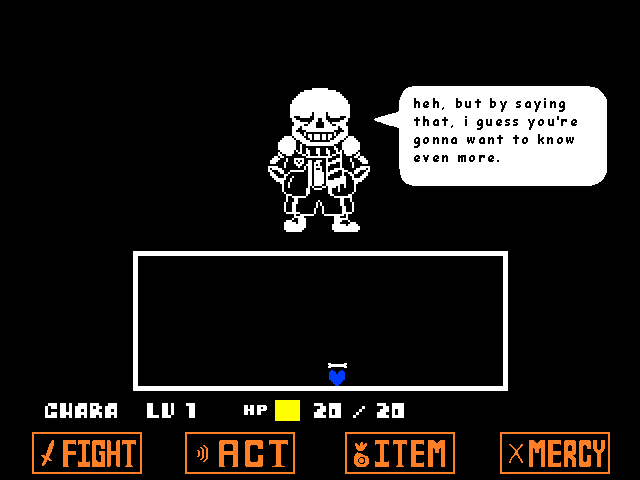 heh, but by saying
that, i guess you're
gonna want to know
even more.
CHARA LV 1 HP 20 / 20
FIGHT ACT ITEM MERCY